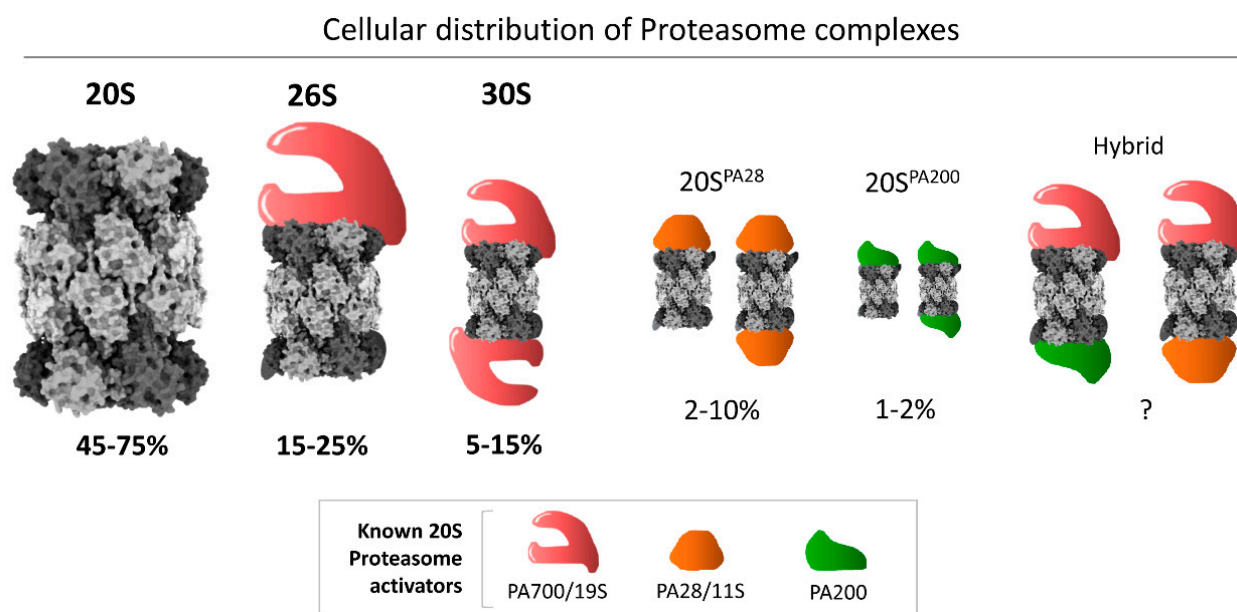 Cellular distribution of Proteasome complexes
20S
26S
30S
20S^PA28
20S^PA200
Hybrid
45-75%
15-25%
5-15%
2-10%
1-2%
?
Known 20S
Proteasome
activators
PA700/19S
PA28/11S
PA200